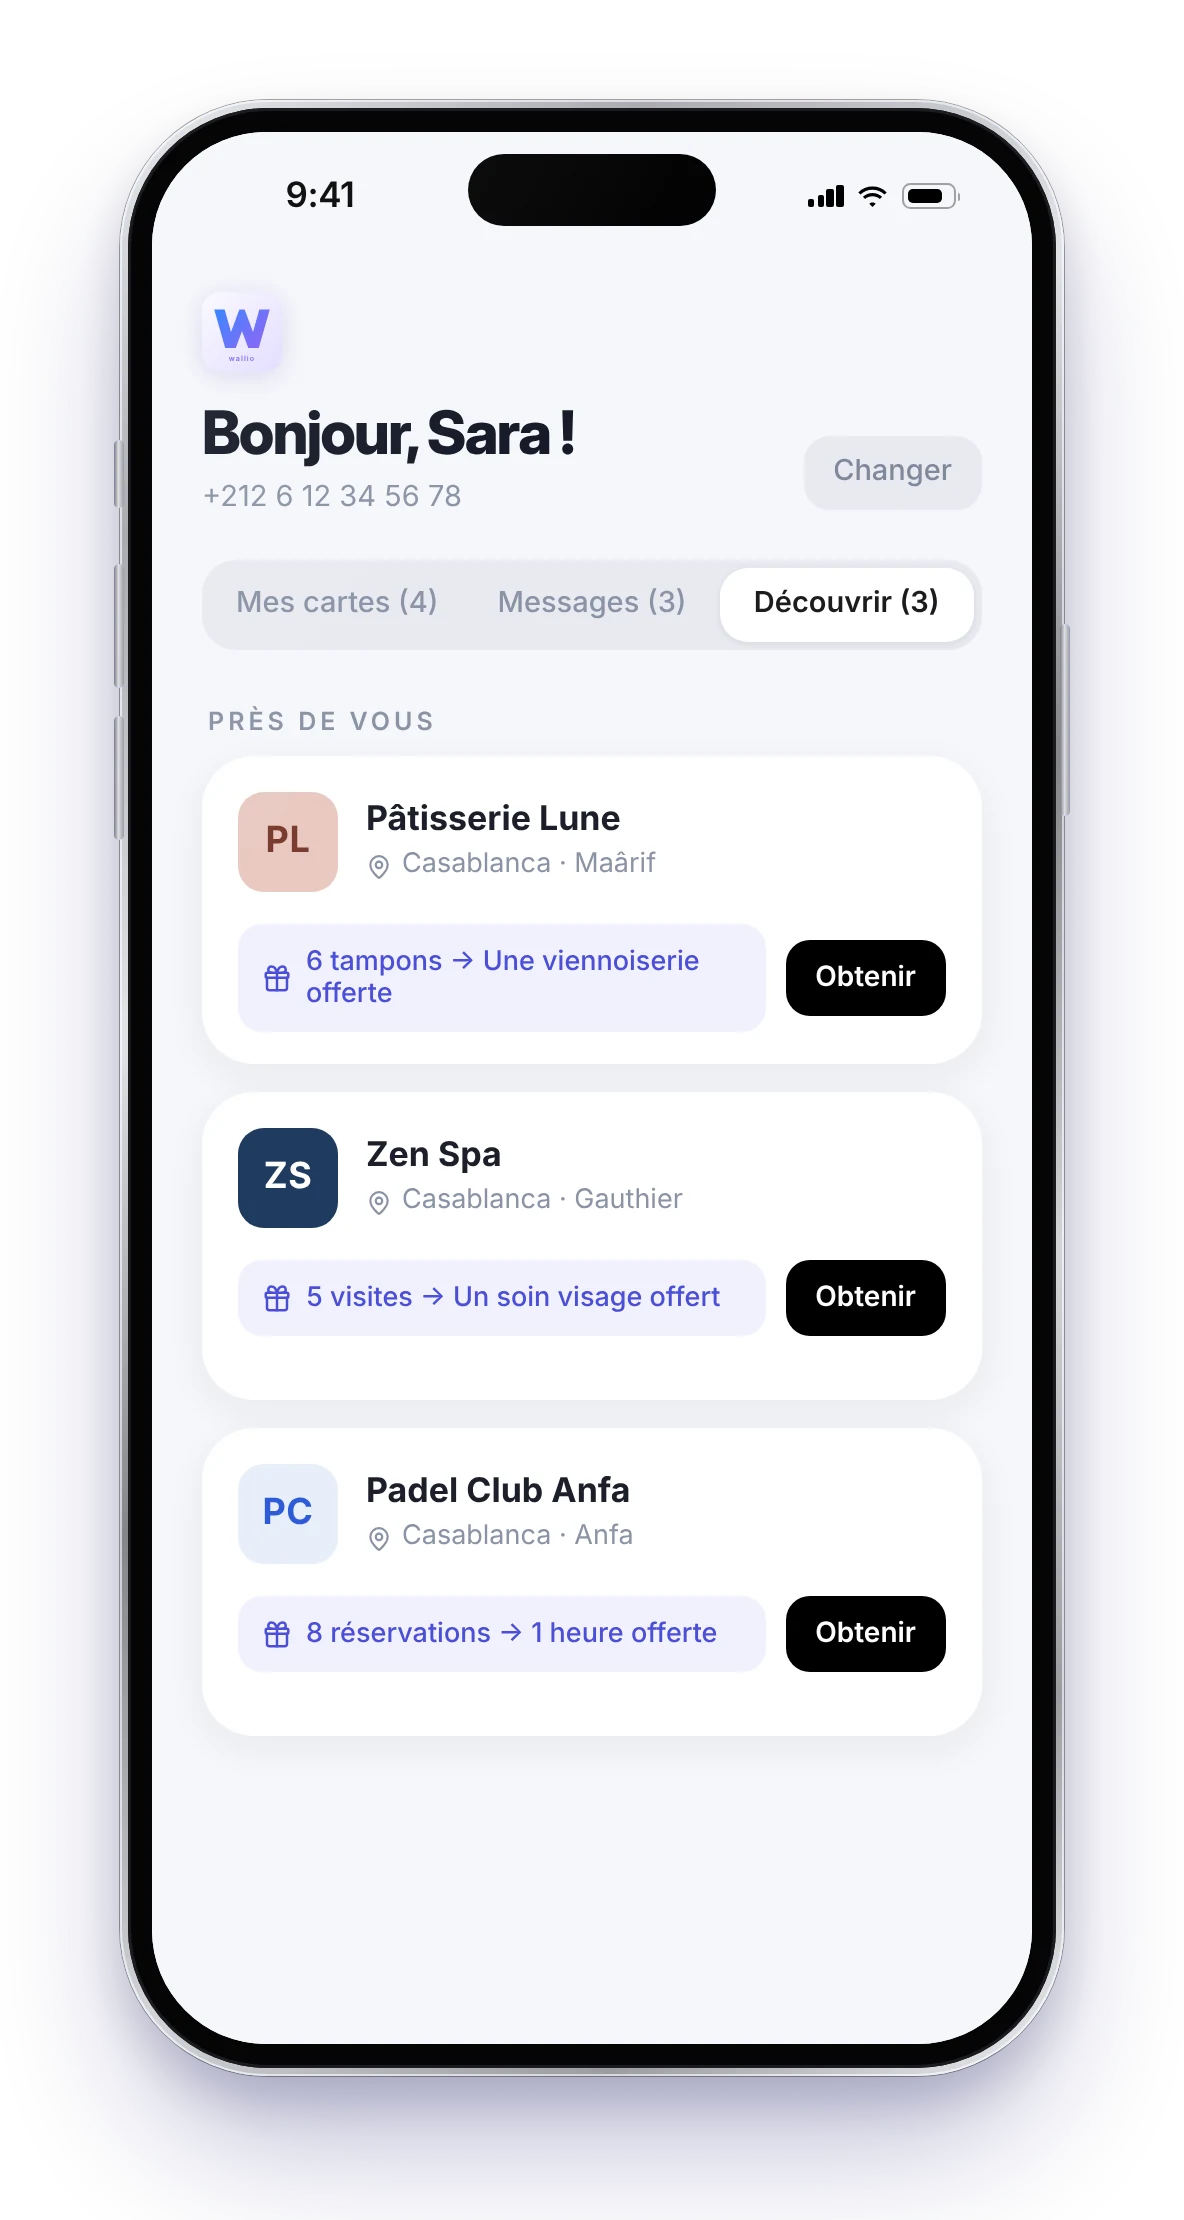 9:41
W
wallio
Bonjour, Sara !
+212 6 12 34 56 78
Changer
Mes cartes (4) Messages (3) Découvrir (3)
PRÈS DE VOUS
PL
Pâtisserie Lune
Casablanca · Maârif
6 tampons → Une viennoiserie
offerte
Obtenir
ZS
Zen Spa
Casablanca · Gauthier
5 visites → Un soin visage offert
Obtenir
PC
Padel Club Anfa
Casablanca · Anfa
8 réservations → 1 heure offerte
Obtenir